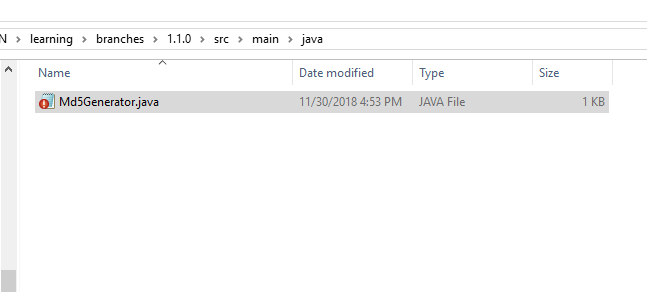 N > learning > branches > 1.1.0 > src > main > java
Name Date modified Type Size
Md5Generator.java 11/30/2018 4:53 PM JAVA File 1 KB